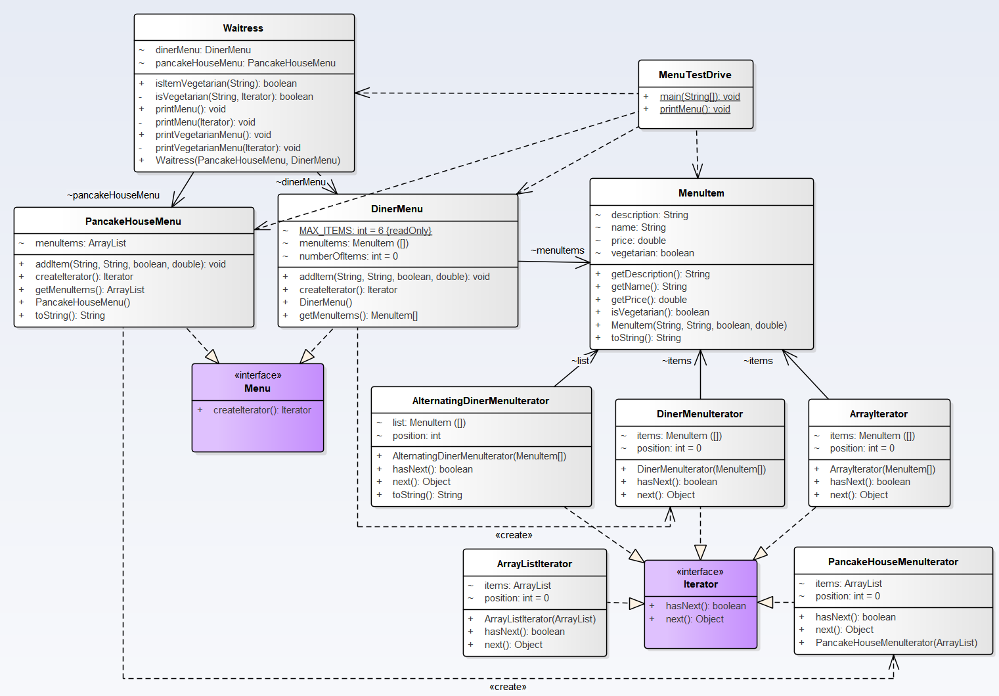 Waitress
~ dinerMenu: DinerMenu
~ pancakeHouseMenu: PancakeHouseMenu
+ isItemVegetarian(String): boolean
- isVegetarian(String, Iterator): boolean
+ printMenu(): void
- printMenu(Iterator): void
+ printVegetarianMenu(): void
- printVegetarianMenu(Iterator): void
+ Waitress(PancakeHouseMenu, DinerMenu)
MenuTestDrive
+ main(String[]): void
+ printMenu(): void
~pancakeHouseMenu
~dinerMenu
PancakeHouseMenu
~ menuItems: ArrayList
+ addItem(String, String, boolean, double): void
+ createIterator(): Iterator
+ getMenuItems(): ArrayList
+ PancakeHouseMenu()
+ toString(): String
DinerMenu
~ MAX_ITEMS: int = 6 {readOnly}
~ menuItems: MenuItem ([])
~ numberOfItems: int = 0
+ addItem(String, String, boolean, double): void
+ createIterator(): Iterator
+ DinerMenu()
+ getMenuItems(): MenuItem[]
~menuItems
MenuItem
~ description: String
~ name: String
~ price: double
~ vegetarian: boolean
+ getDescription(): String
+ getName(): String
+ getPrice(): double
+ isVegetarian(): boolean
+ MenuItem(String, String, boolean, double)
+ toString(): String
«interface»
Menu
+ createIterator(): Iterator
~list
~items
~items
AlternatingDinerMenuIterator
~ list: MenuItem ([])
~ position: int
+ AlternatingDinerMenuIterator(MenuItem[])
+ hasNext(): boolean
+ next(): Object
+ toString(): String
DinerMenuIterator
~ items: MenuItem ([])
~ position: int = 0
+ DinerMenuIterator(MenuItem[])
+ hasNext(): boolean
+ next(): Object
ArrayIterator
~ items: MenuItem ([])
~ position: int = 0
+ ArrayIterator(MenuItem[])
+ hasNext(): boolean
+ next(): Object
«create»
ArrayListIterator
~ items: ArrayList
~ position: int = 0
+ ArrayListIterator(ArrayList)
+ hasNext(): boolean
+ next(): Object
«interface»
Iterator
+ hasNext(): boolean
+ next(): Object
PancakeHouseMenuIterator
~ items: ArrayList
~ position: int = 0
+ hasNext(): boolean
+ next(): Object
+ PancakeHouseMenuIterator(ArrayList)
«create»